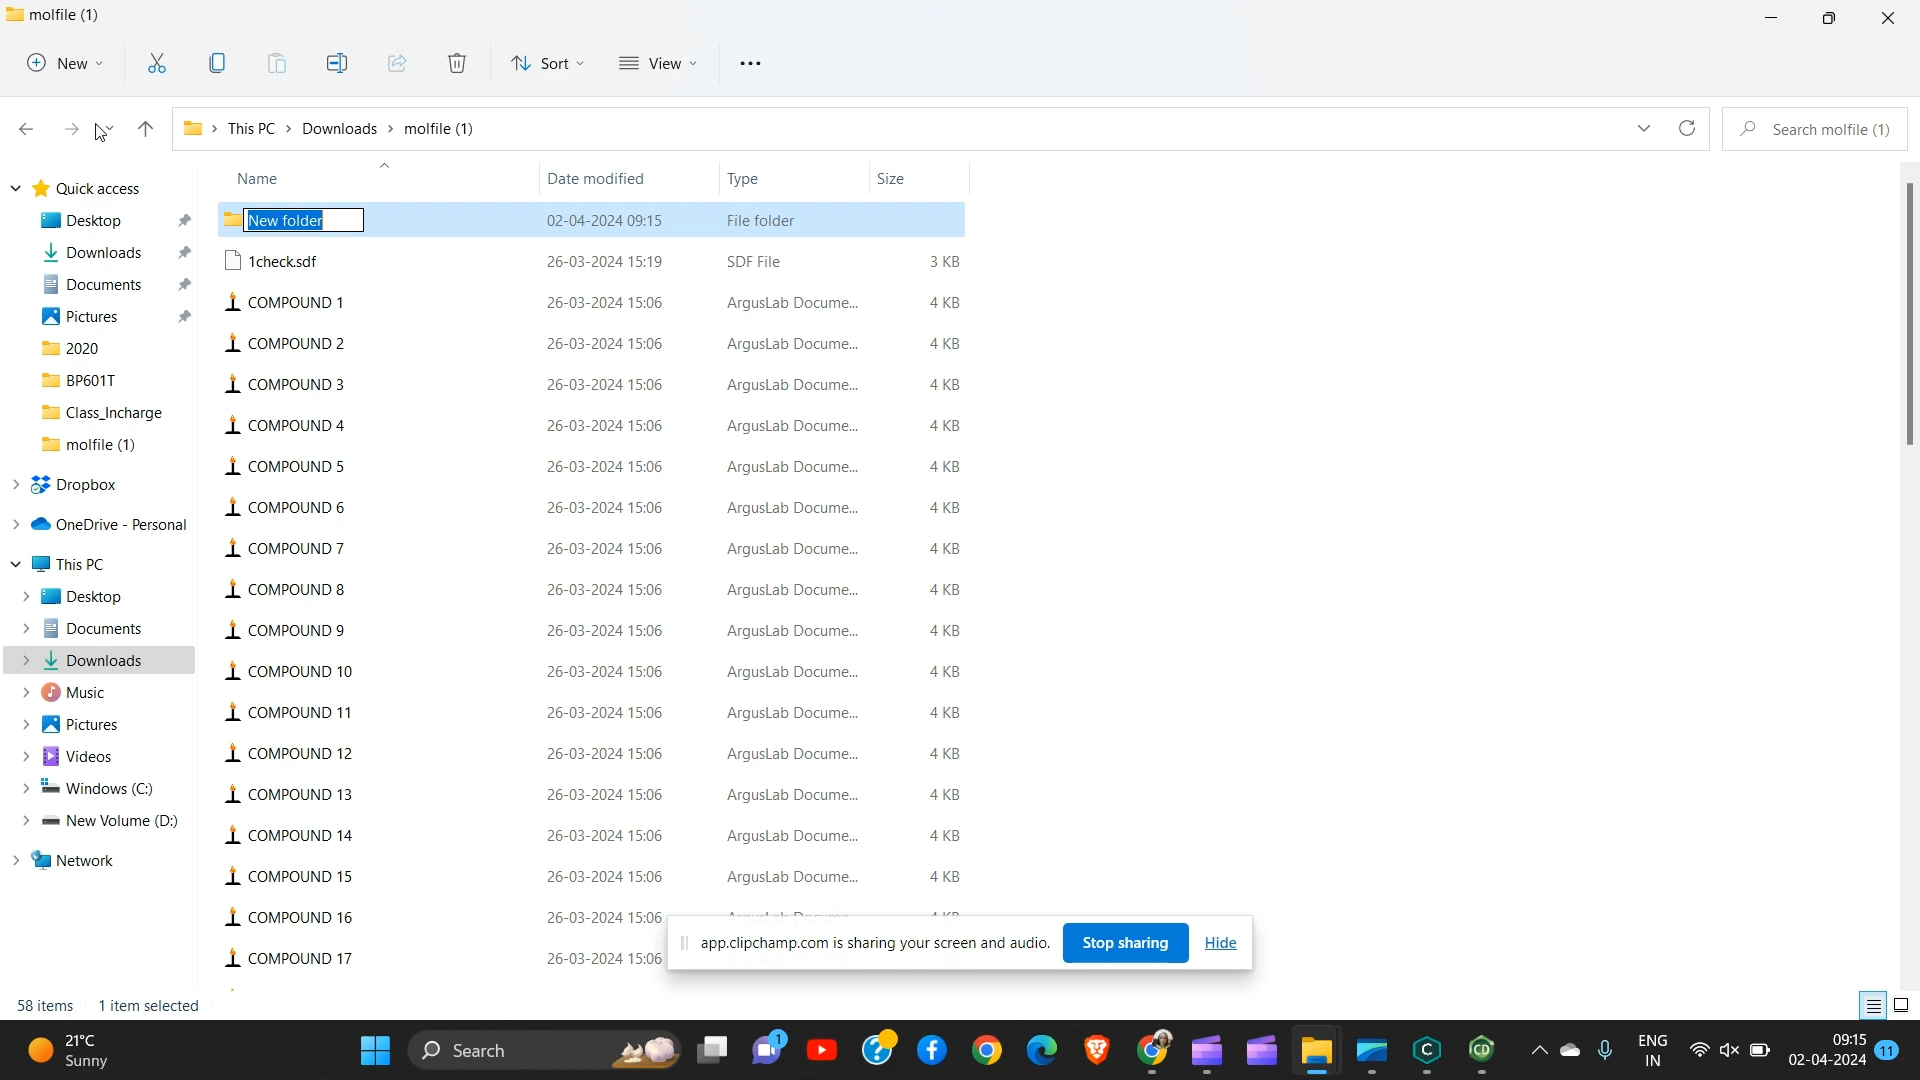 molfile (1)
New
Sort
View
This PC > Downloads > molfile (1)
Search molfile (1)
Name Date modified Type Size
Quick access
Desktop
Downloads
Documents
Pictures
2020
BP601T
Class_Incharge
molfile (1)
Dropbox
OneDrive - Personal
This PC
Desktop
Documents
Downloads
Music
Pictures
Videos
Windows (C:)
New Volume (D:)
Network
New folder 02-04-2024 09:15 File folder
1check.sdf 26-03-2024 15:19 SDF File 3 KB
COMPOUND 1 26-03-2024 15:06 ArgusLab Docume... 4 KB
COMPOUND 2 26-03-2024 15:06 ArgusLab Docume... 4 KB
COMPOUND 3 26-03-2024 15:06 ArgusLab Docume... 4 KB
COMPOUND 4 26-03-2024 15:06 ArgusLab Docume... 4 KB
COMPOUND 5 26-03-2024 15:06 ArgusLab Docume... 4 KB
COMPOUND 6 26-03-2024 15:06 ArgusLab Docume... 4 KB
COMPOUND 7 26-03-2024 15:06 ArgusLab Docume... 4 KB
COMPOUND 8 26-03-2024 15:06 ArgusLab Docume... 4 KB
COMPOUND 9 26-03-2024 15:06 ArgusLab Docume... 4 KB
COMPOUND 10 26-03-2024 15:06 ArgusLab Docume... 4 KB
COMPOUND 11 26-03-2024 15:06 ArgusLab Docume... 4 KB
COMPOUND 12 26-03-2024 15:06 ArgusLab Docume... 4 KB
COMPOUND 13 26-03-2024 15:06 ArgusLab Docume... 4 KB
COMPOUND 14 26-03-2024 15:06 ArgusLab Docume... 4 KB
COMPOUND 15 26-03-2024 15:06 ArgusLab Docume... 4 KB
COMPOUND 16 26-03-2024 15:06
COMPOUND 17 26-03-2024 15:06
app.clipchamp.com is sharing your screen and audio. Stop sharing Hide
58 items 1 item selected
21°C
Sunny
Search
1
ENG
IN
09:15
02-04-2024
11